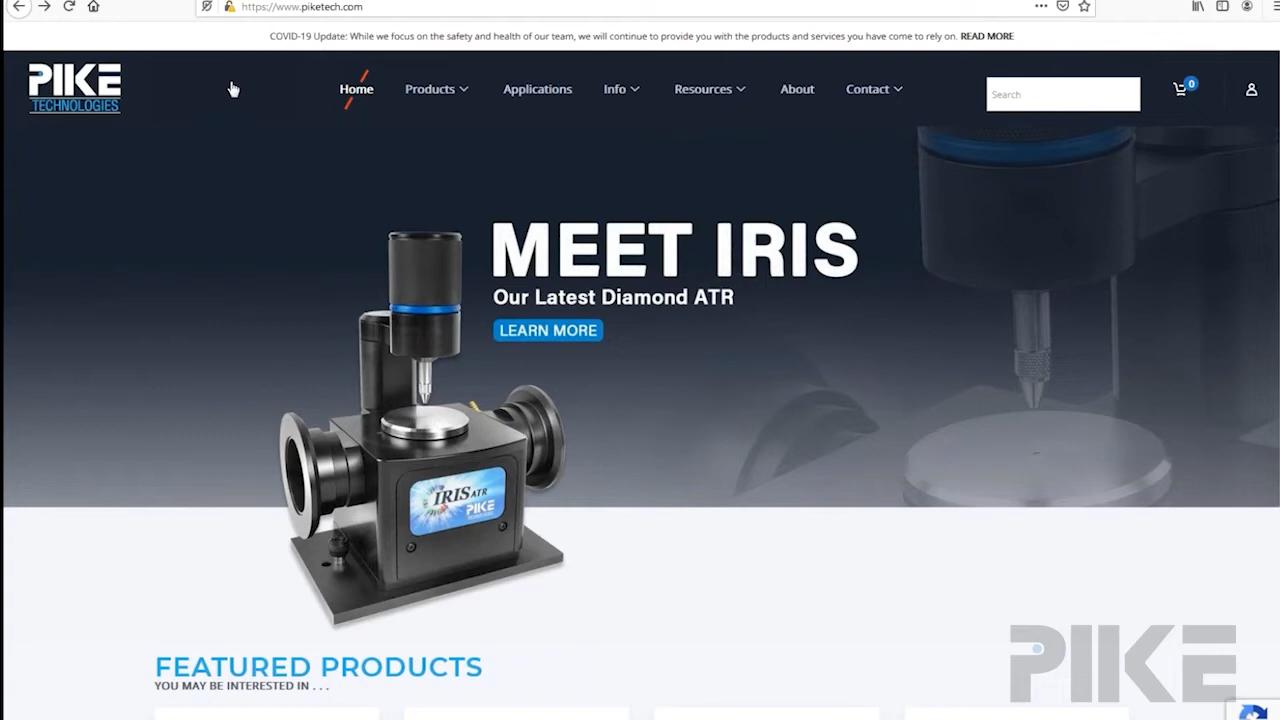 https://www.piketech.com
COVID-19 Update: While we focus on the safety and health of our team, we will continue to provide you with the products and services you have come to rely on. READ MORE
PIKE
TECHNOLOGIES
Home
Products
Applications
Info
Resources
About
Contact
Search
0
MEET IRIS
Our Latest Diamond ATR
LEARN MORE
IRIS ATR
PIKE
FEATURED PRODUCTS
YOU MAY BE INTERESTED IN . . .
PIKE